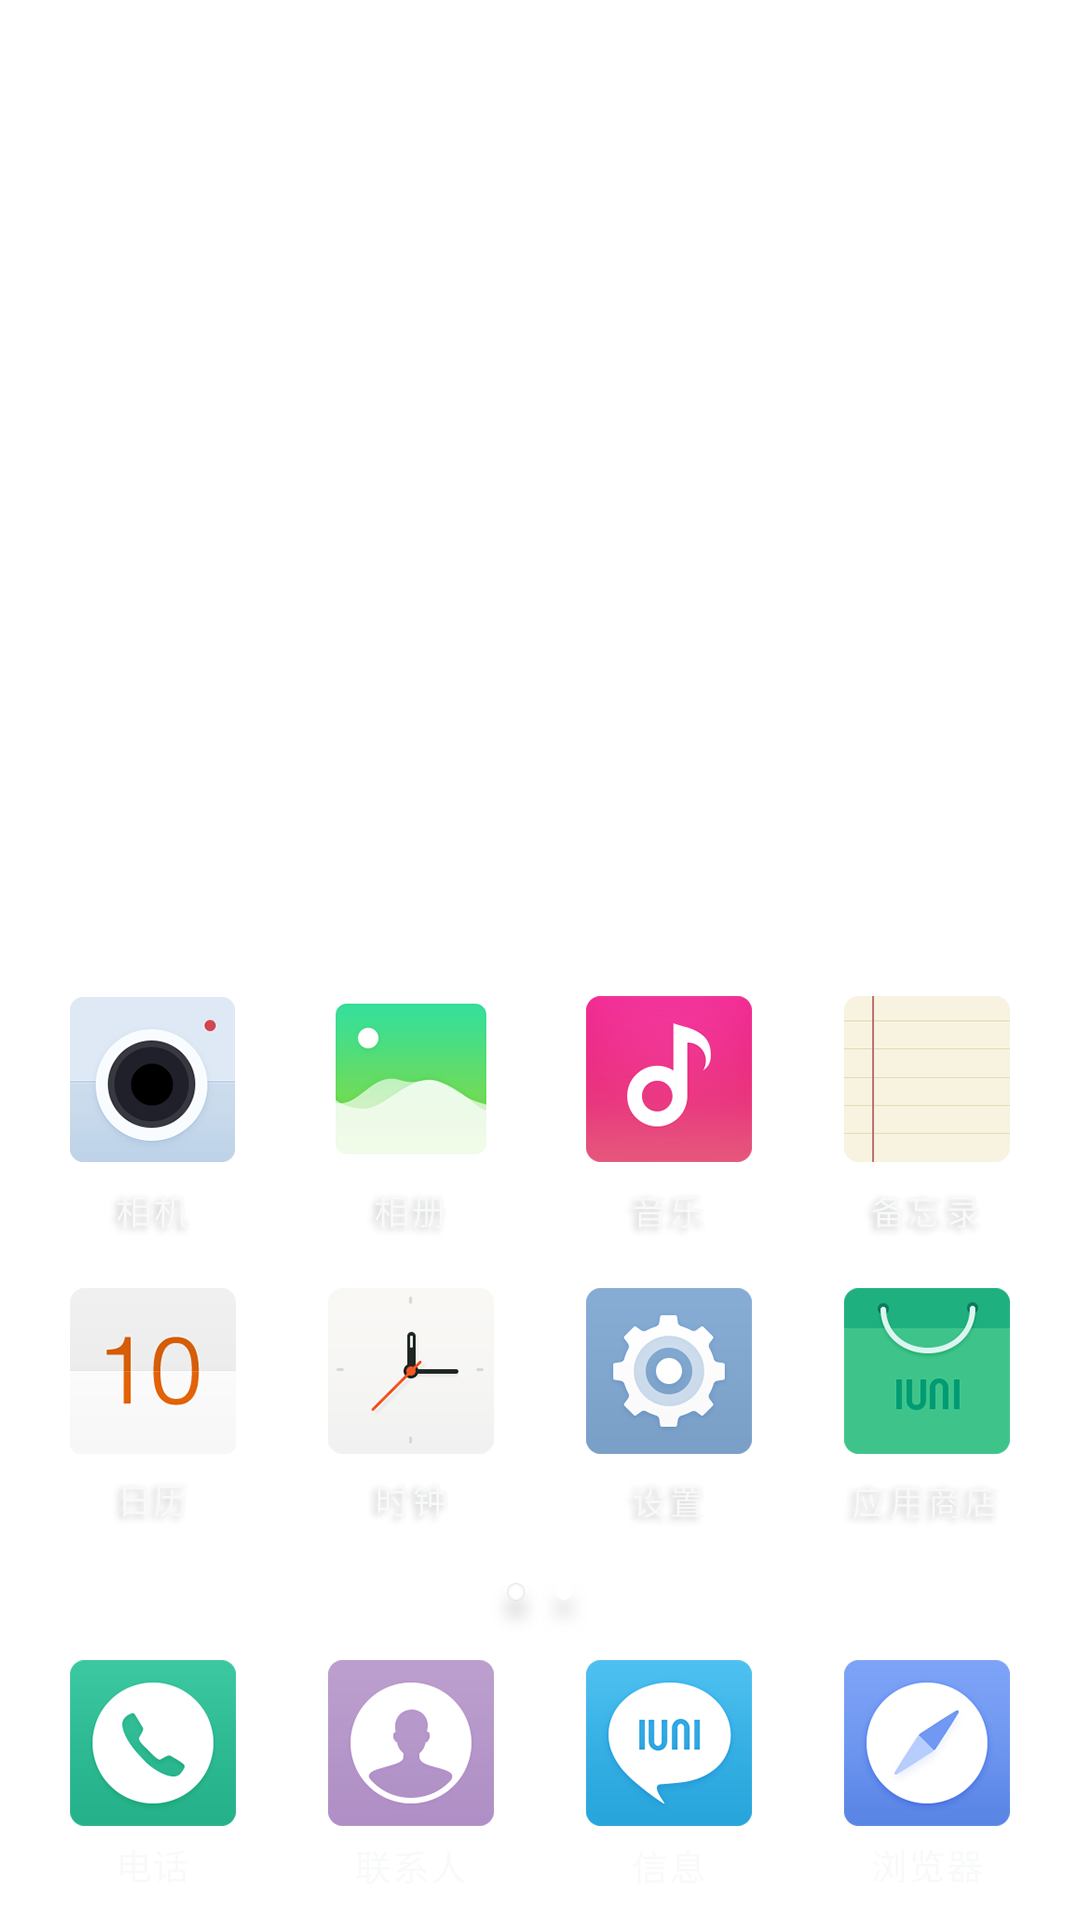 相机 相册 音乐 备忘录
10 IUNI
日历 时钟 设置 应用商店
IUNI
电话 联系人 信息 浏览器